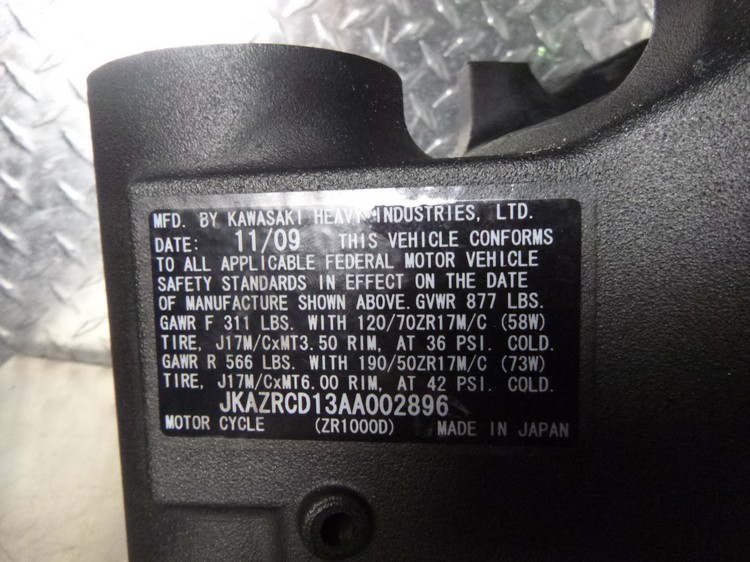 MFD. BY KAWASAKI HEAVY INDUSTRIES, LTD.
DATE: 11/09 THIS VEHICLE CONFORMS
TO ALL APPLICABLE FEDERAL MOTOR VEHICLE
SAFETY STANDARDS IN EFFECT ON THE DATE
OF MANUFACTURE SHOWN ABOVE. GVWR 877 LBS.
GAWR F 311 LBS. WITH 120/70ZR17M/C (58W)
TIRE, J17M/CxMT3.50 RIM, AT 36 PSI. COLD.
GAWR R 566 LBS. WITH 190/50ZR17M/C (73W)
TIRE, J17M/CxMT6.00 RIM, AT 42 PSI. COLD.
JKAZRCD13AA002896
MOTOR CYCLE (ZR1000D) MADE IN JAPAN